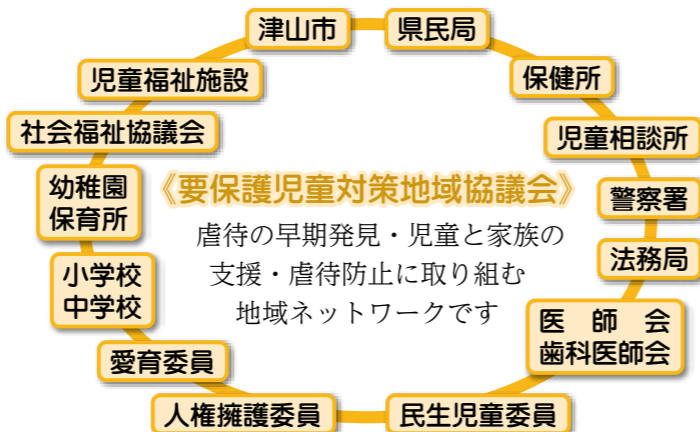 津山市
県民局
保健所
児童相談所
警察署
法務局
医師会
歯科医師会
民生児童委員
人権擁護委員
愛育委員
小学校
中学校
幼稚園
保育所
社会福祉協議会
児童福祉施設
《要保護児童対策地域協議会》
虐待の早期発見・児童と家族の
支援・虐待防止に取り組む
地域ネットワークです